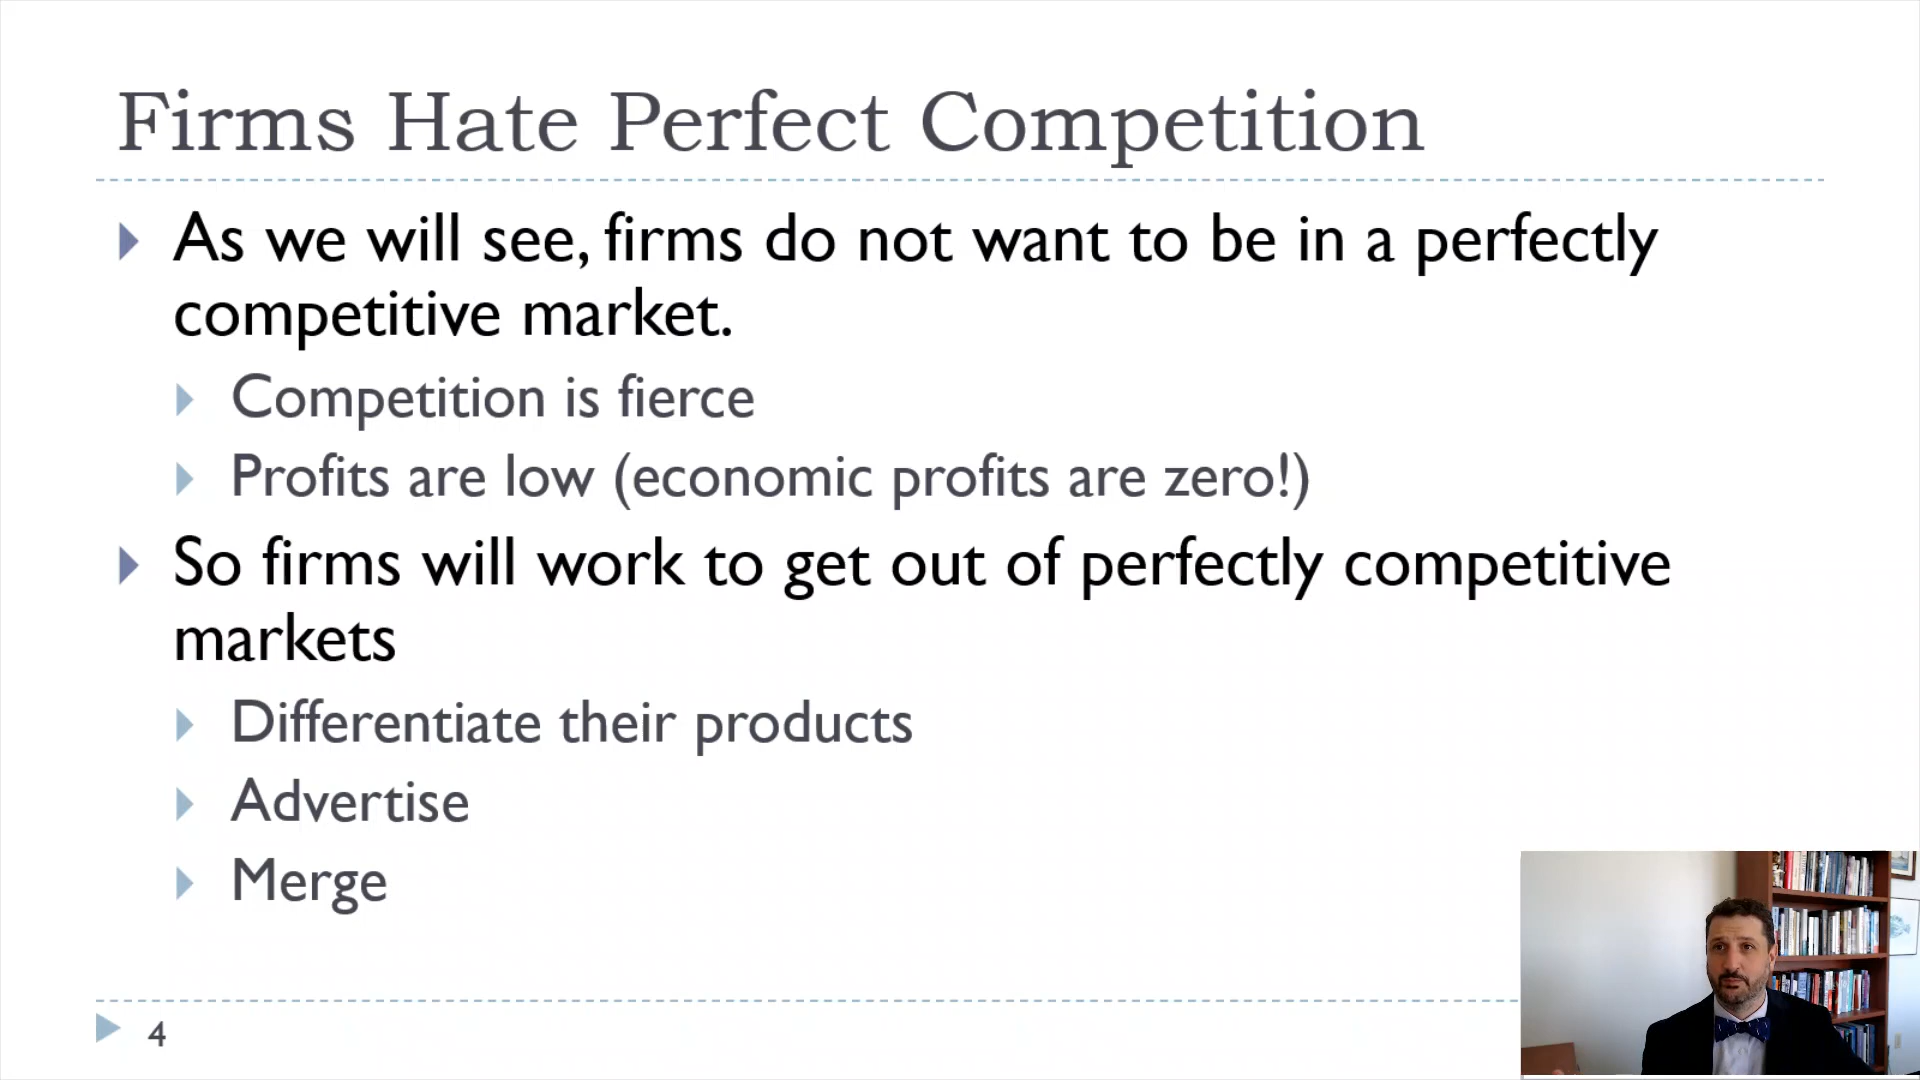 Firms Hate Perfect Competition
As we will see, firms do not want to be in a perfectly
competitive market.
Competition is fierce
Profits are low (economic profits are zero!)
So firms will work to get out of perfectly competitive
markets
Differentiate their products
Advertise
Merge
4